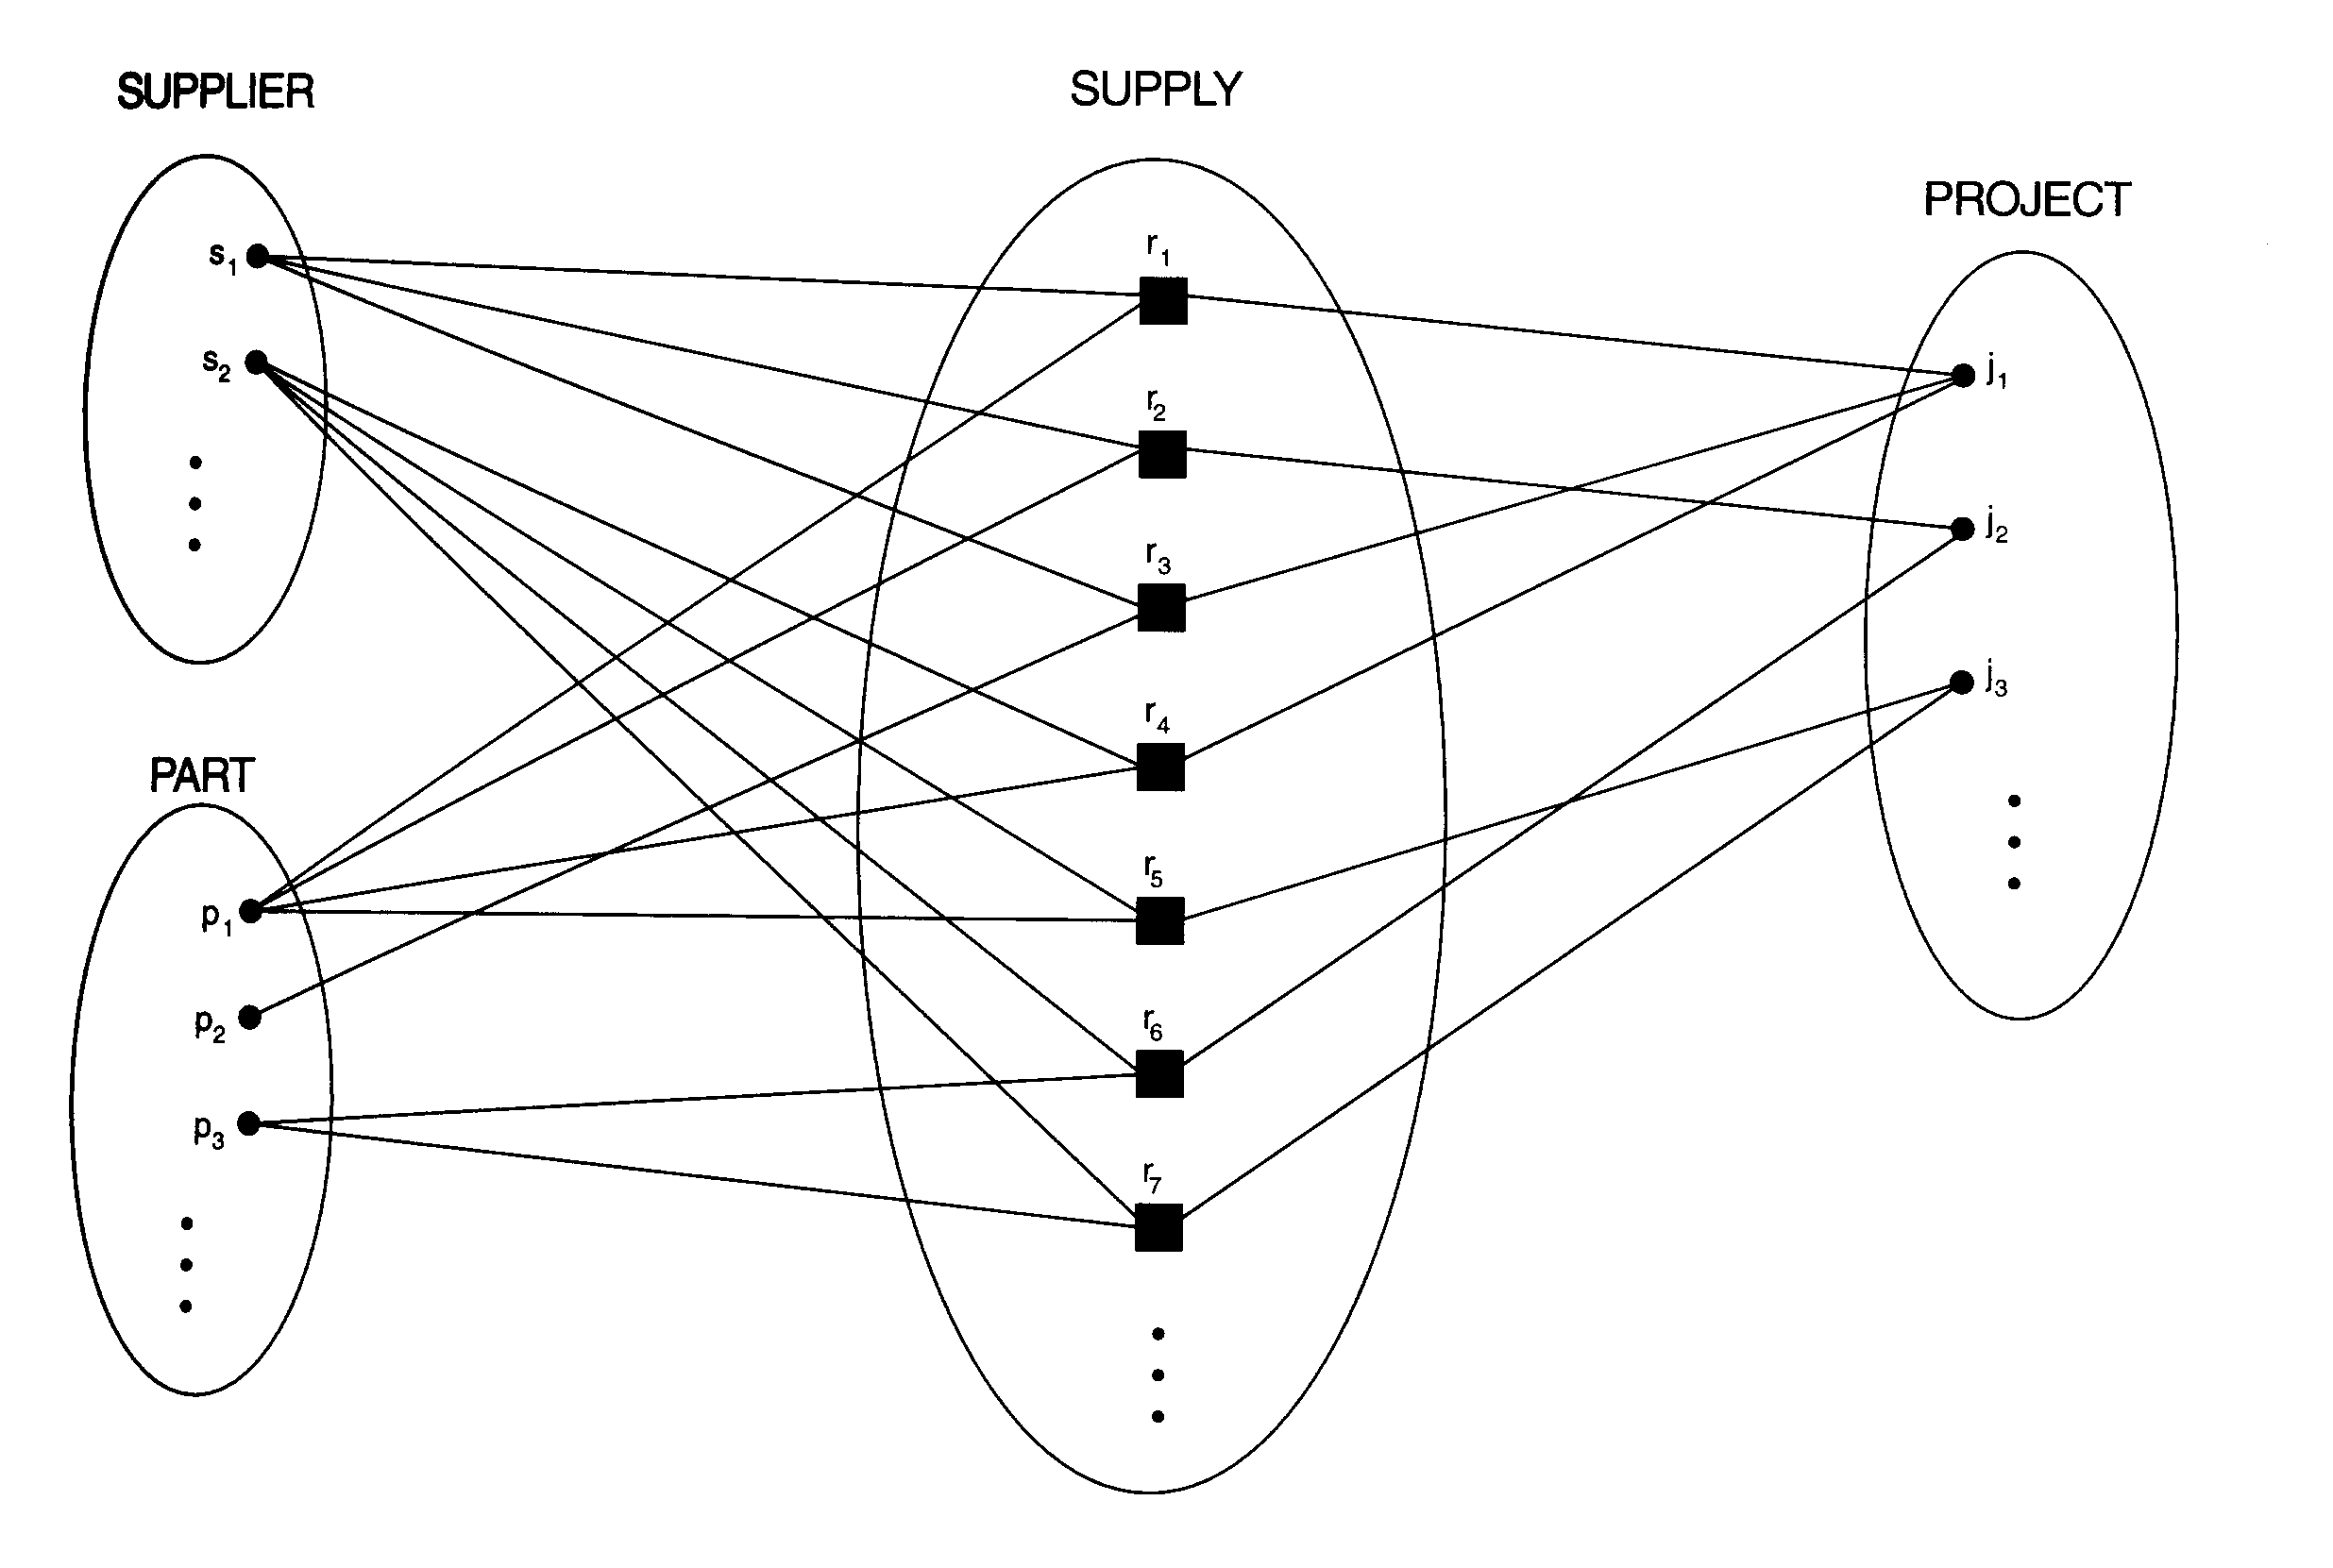 SUPPLIER
s1
s2
PART
p1
p2
p3
SUPPLY
r1
r2
r3
r4
r5
r6
r7
PROJECT
j1
j2
j3